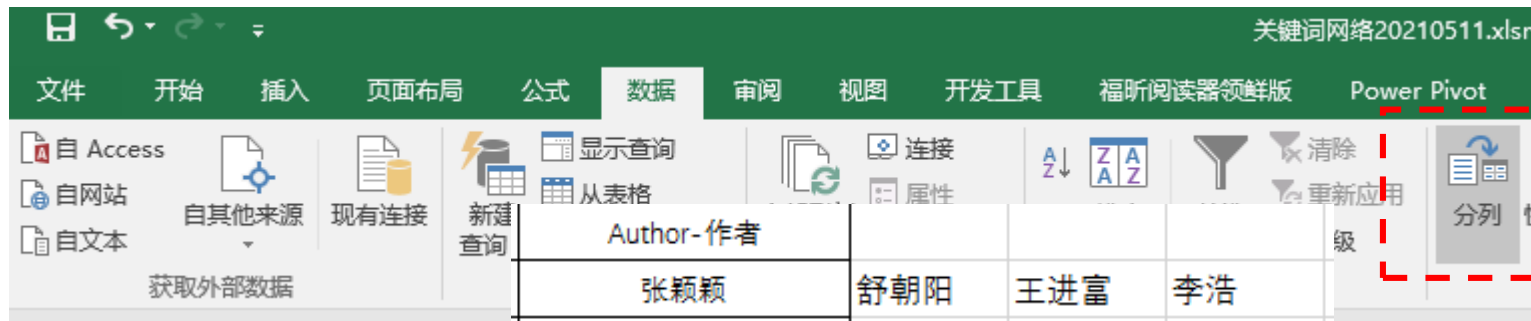 关键词网络20210511.xlsm
文件 开始 插入 页面布局 公式 数据 审阅 视图 开发工具 福昕阅读器领鲜版 Power Pivot
自 Access 显示查询 连接 清除
自网站 从表格 属性 重新应用
自文本 自其他来源 现有连接 新建查询 级 分列
获取外部数据
Author-作者
张颖颖 舒朝阳 王进富 李浩